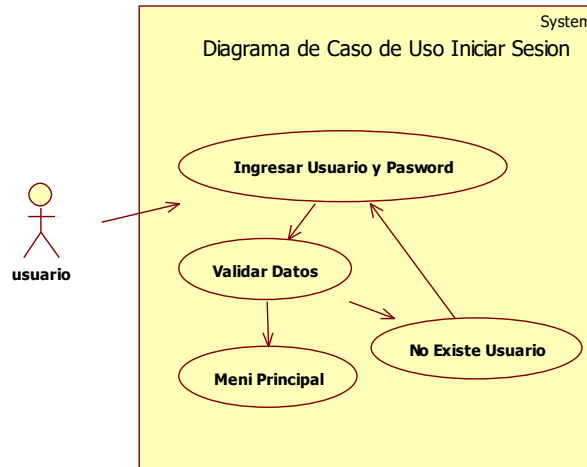 System
Diagrama de Caso de Uso Iniciar Sesion
Ingresar Usuario y Pasword
usuario
Validar Datos
No Existe Usuario
Meni Principal